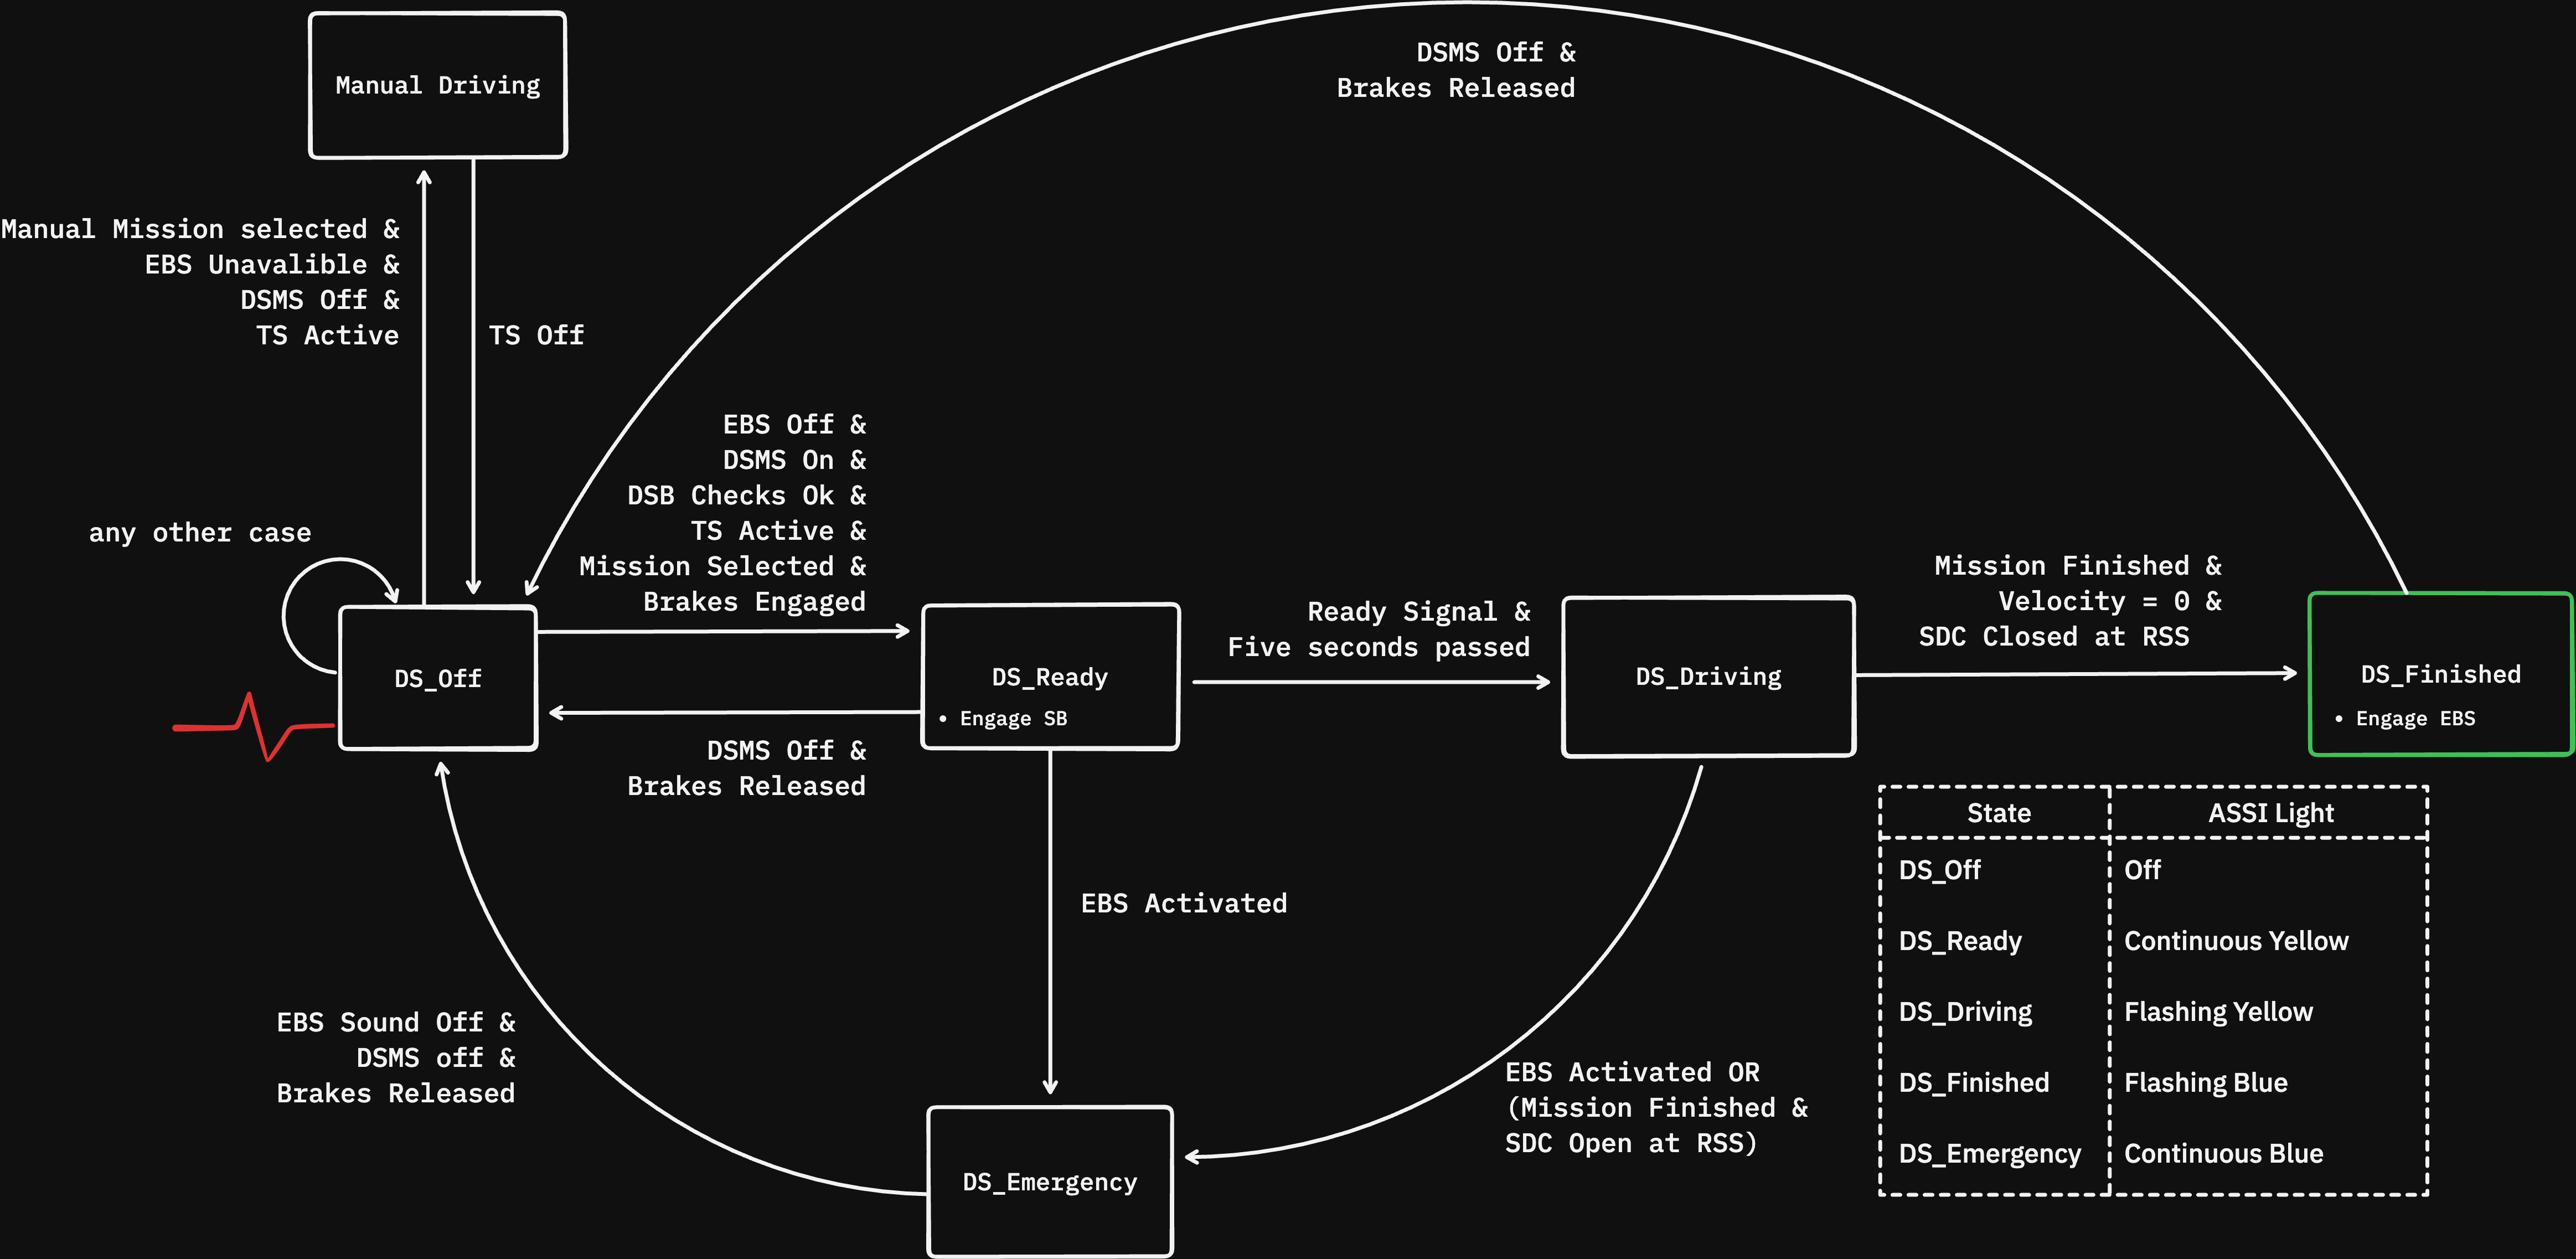 Manual Driving
DSMS Off &
Brakes Released
Manual Mission selected &
EBS Unavalible &
DSMS Off &
TS Active
TS Off
any other case
EBS Off &
DSMS On &
DSB Checks Ok &
TS Active &
Mission Selected &
Brakes Engaged
DS_Off
DSMS Off &
Brakes Released
DS_Ready
• Engage SB
Ready Signal &
Five seconds passed
DS_Driving
Mission Finished &
Velocity = 0 &
SDC Closed at RSS
DS_Finished
• Engage EBS
EBS Activated
EBS Sound Off &
DSMS off &
Brakes Released
EBS Activated OR
(Mission Finished &
SDC Open at RSS)
DS_Emergency
State ASSI Light
DS_Off Off
DS_Ready Continuous Yellow
DS_Driving Flashing Yellow
DS_Finished Flashing Blue
DS_Emergency Continuous Blue